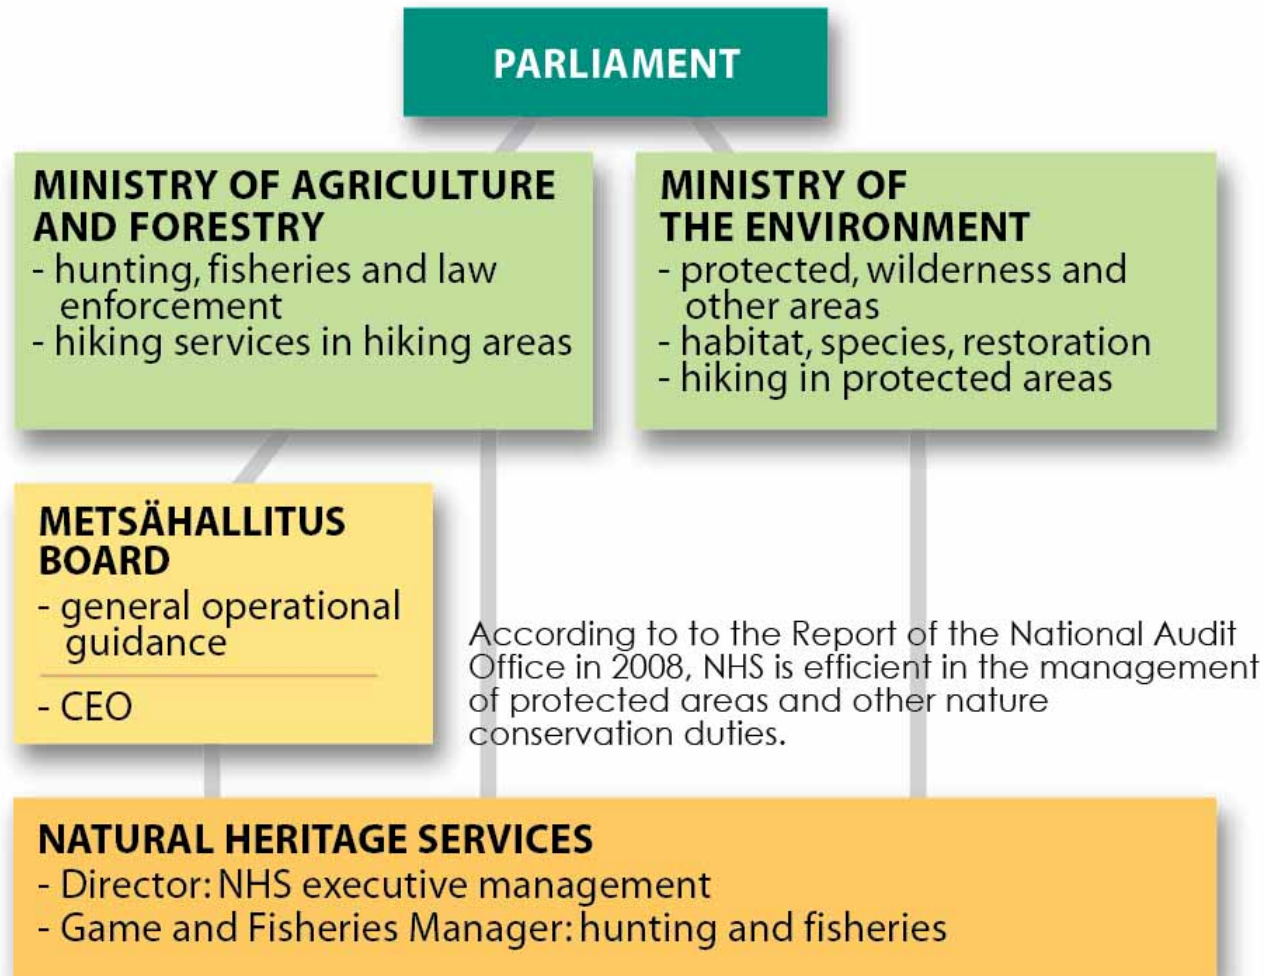 PARLIAMENT
MINISTRY OF AGRICULTURE
AND FORESTRY
- hunting, fisheries and law
enforcement
- hiking services in hiking areas
MINISTRY OF
THE ENVIRONMENT
- protected, wilderness and
other areas
- habitat, species, restoration
- hiking in protected areas
METSÄHALLITUS
BOARD
- general operational
guidance
- CEO
According to to the Report of the National Audit
Office in 2008, NHS is efficient in the management
of protected areas and other nature
conservation duties.
NATURAL HERITAGE SERVICES
- Director: NHS executive management
- Game and Fisheries Manager: hunting and fisheries